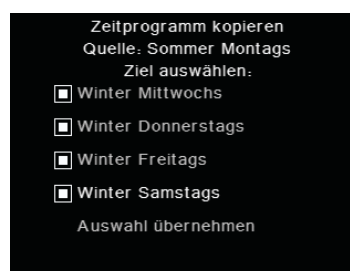 Zeitprogramm kopieren
Quelle: Sommer Montags
Ziel auswählen:
Winter Mittwochs
Winter Donnerstags
Winter Freitags
Winter Samstags
Auswahl übernehmen